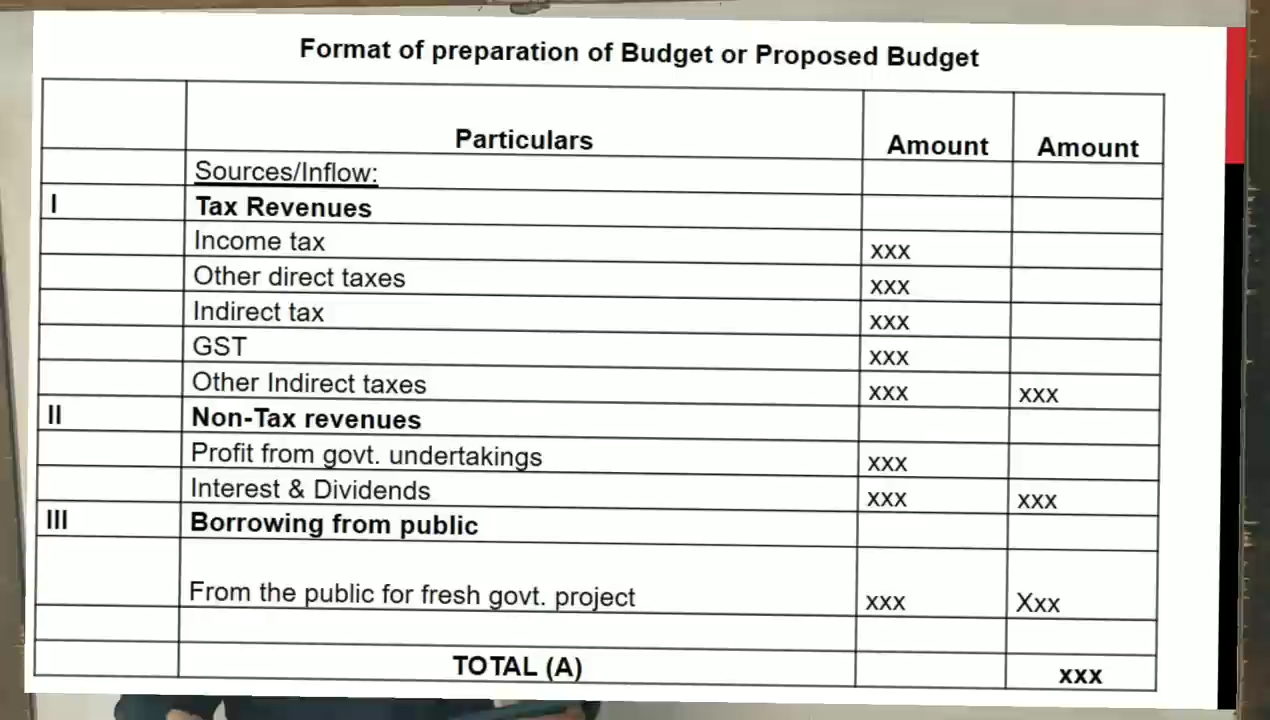 Format of preparation of Budget or Proposed Budget
Particulars Amount Amount
Sources/Inflow:
I Tax Revenues
Income tax xxx
Other direct taxes xxx
Indirect tax xxx
GST xxx
Other Indirect taxes xxx xxx
II Non-Tax revenues
Profit from govt. undertakings xxx
Interest & Dividends xxx xxx
III Borrowing from public
From the public for fresh govt. project xxx Xxx
TOTAL (A) xxx